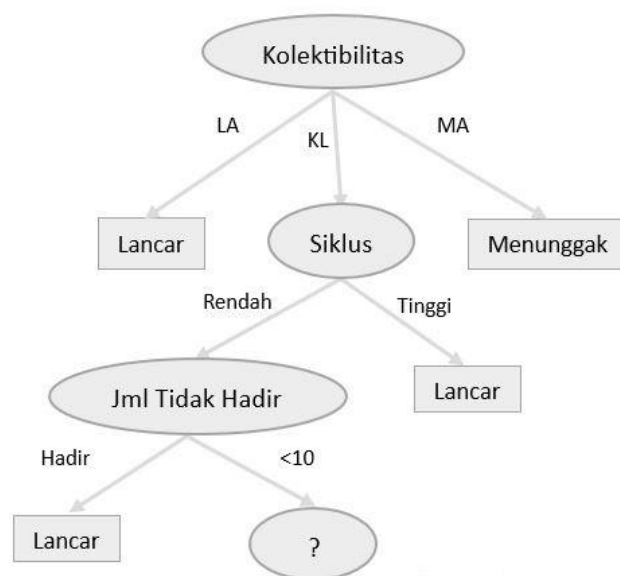 Kolektibilitas
LA
KL
MA
Lancar
Siklus
Menunggak
Rendah
Tinggi
Jml Tidak Hadir
Lancar
Hadir
<10
Lancar
?